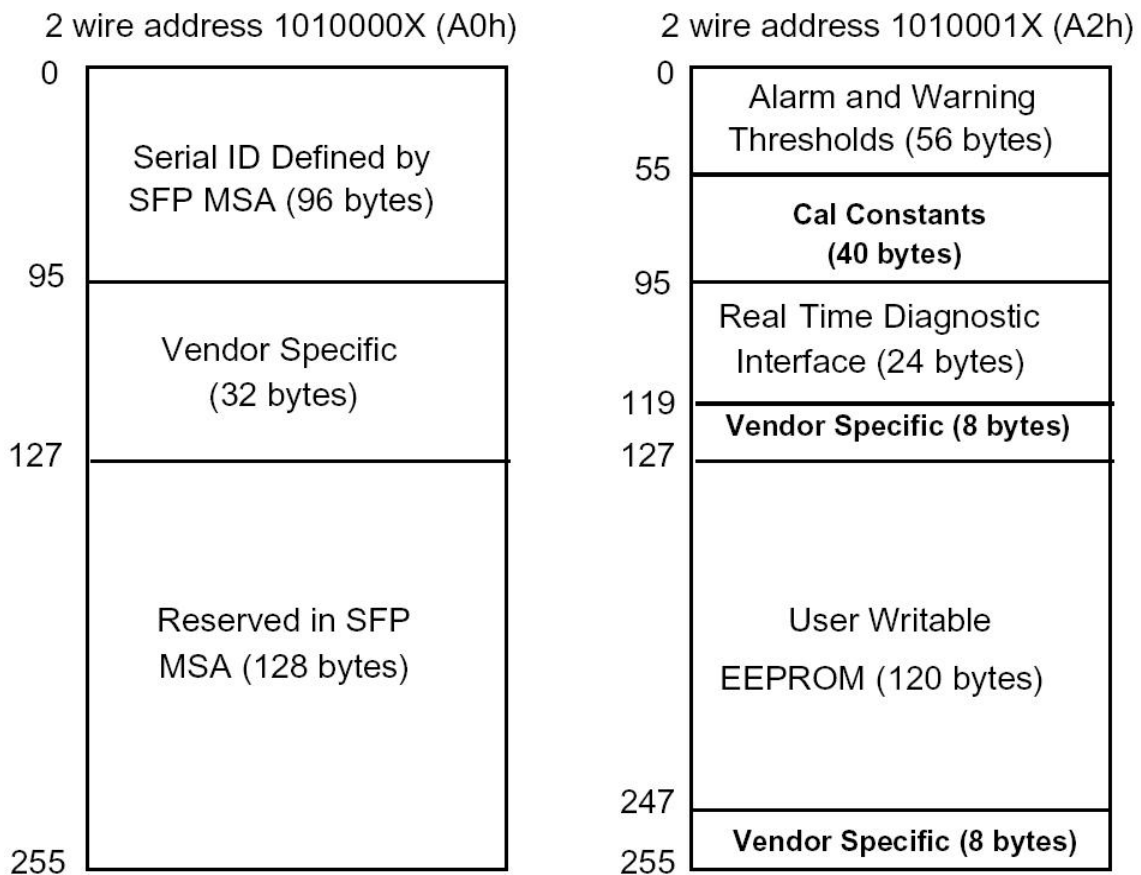 2 wire address 1010000X (A0h)
0
Serial ID Defined by
SFP MSA (96 bytes)
95
Vendor Specific
(32 bytes)
127
Reserved in SFP
MSA (128 bytes)
255
2 wire address 1010001X (A2h)
0
Alarm and Warning
Thresholds (56 bytes)
55
Cal Constants
(40 bytes)
95
Real Time Diagnostic
Interface (24 bytes)
119
Vendor Specific (8 bytes)
127
User Writable
EEPROM (120 bytes)
247
Vendor Specific (8 bytes)
255